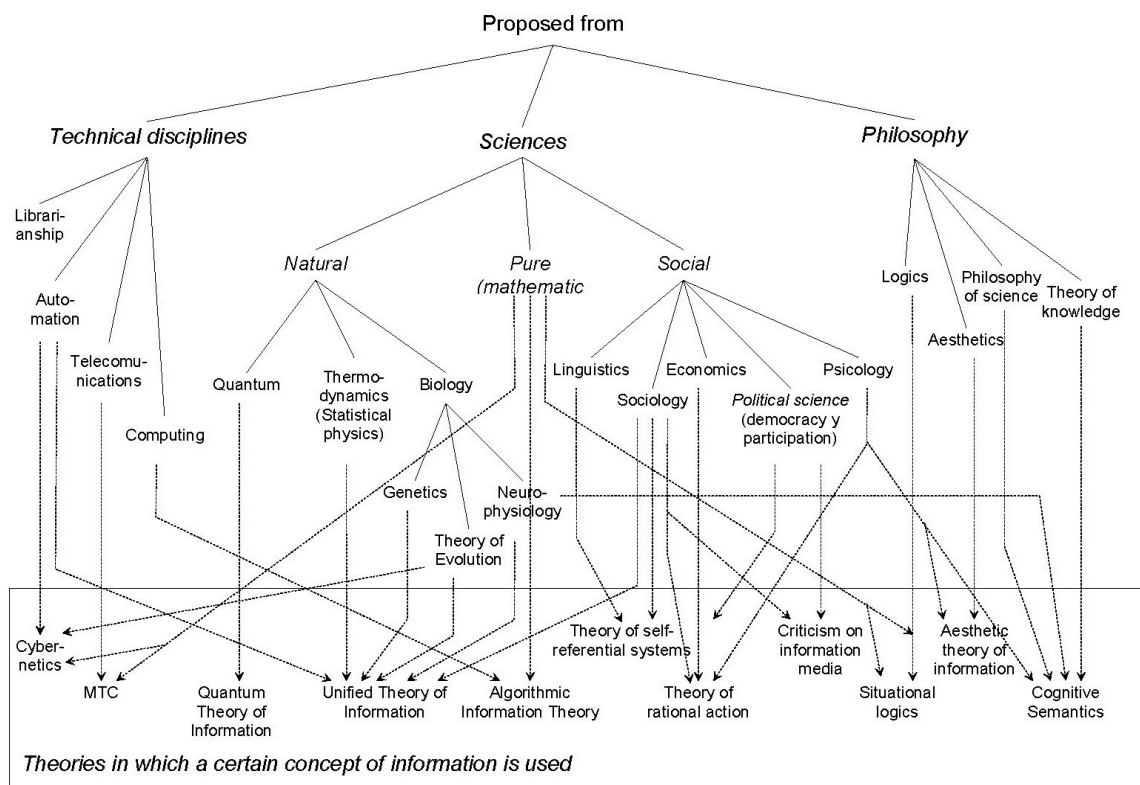 Proposed from
Technical disciplines
Sciences
Philosophy
Librari-
anship
Natural
Pure
(mathematic
Social
Logics
Philosophy
of science
Theory of
knowledge
Auto-
mation
Aesthetics
Telecomu-
nications
Quantum
Thermo-
dynamics
(Statistical
physics)
Biology
Linguistics
Economics
Psicology
Sociology
Political science
(democracy y
participation)
Computing
Genetics
Neuro-
physiology
Theory of
Evolution
Cyber-
netics
Theory of self-
referential systems
Criticism on
information
media
Aesthetic
theory of
information
MTC
Quantum
Theory of
Information
Unified Theory of
Information
Algorithmic
Information Theory
Theory of
rational action
Situational
logics
Cognitive
Semantics
Theories in which a certain concept of information is used